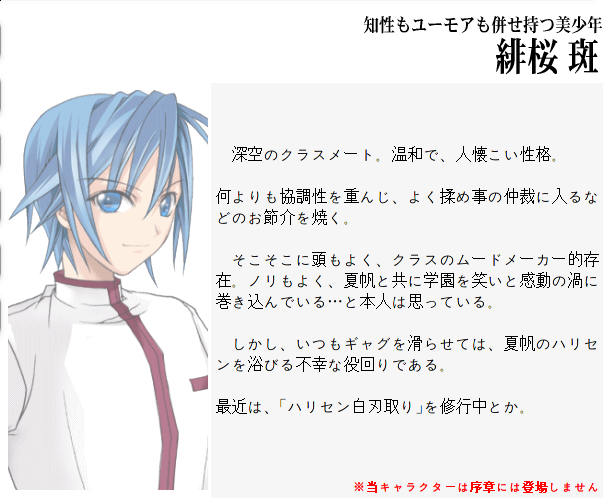 知性もユーモアも併せ持つ美少年
緋桜 斑
深空のクラスメート。温和で、人懐こい性格。
何よりも協調性を重んじ、よく揉め事の仲裁に入るな
どのお節介を焼く。
そこそこに頭もよく、クラスのムードメーカー的存
在。ノリもよく、夏帆と共に学園を笑いと感動の渦に
巻き込んでいる…と本人は思っている。
しかし、いつもギャグを滑らせては、夏帆のハリセ
ンを浴びる不幸な役回りである。
最近は、「ハリセン白刃取り」を修行中とか。
※当キャラクターは序章には登場しません